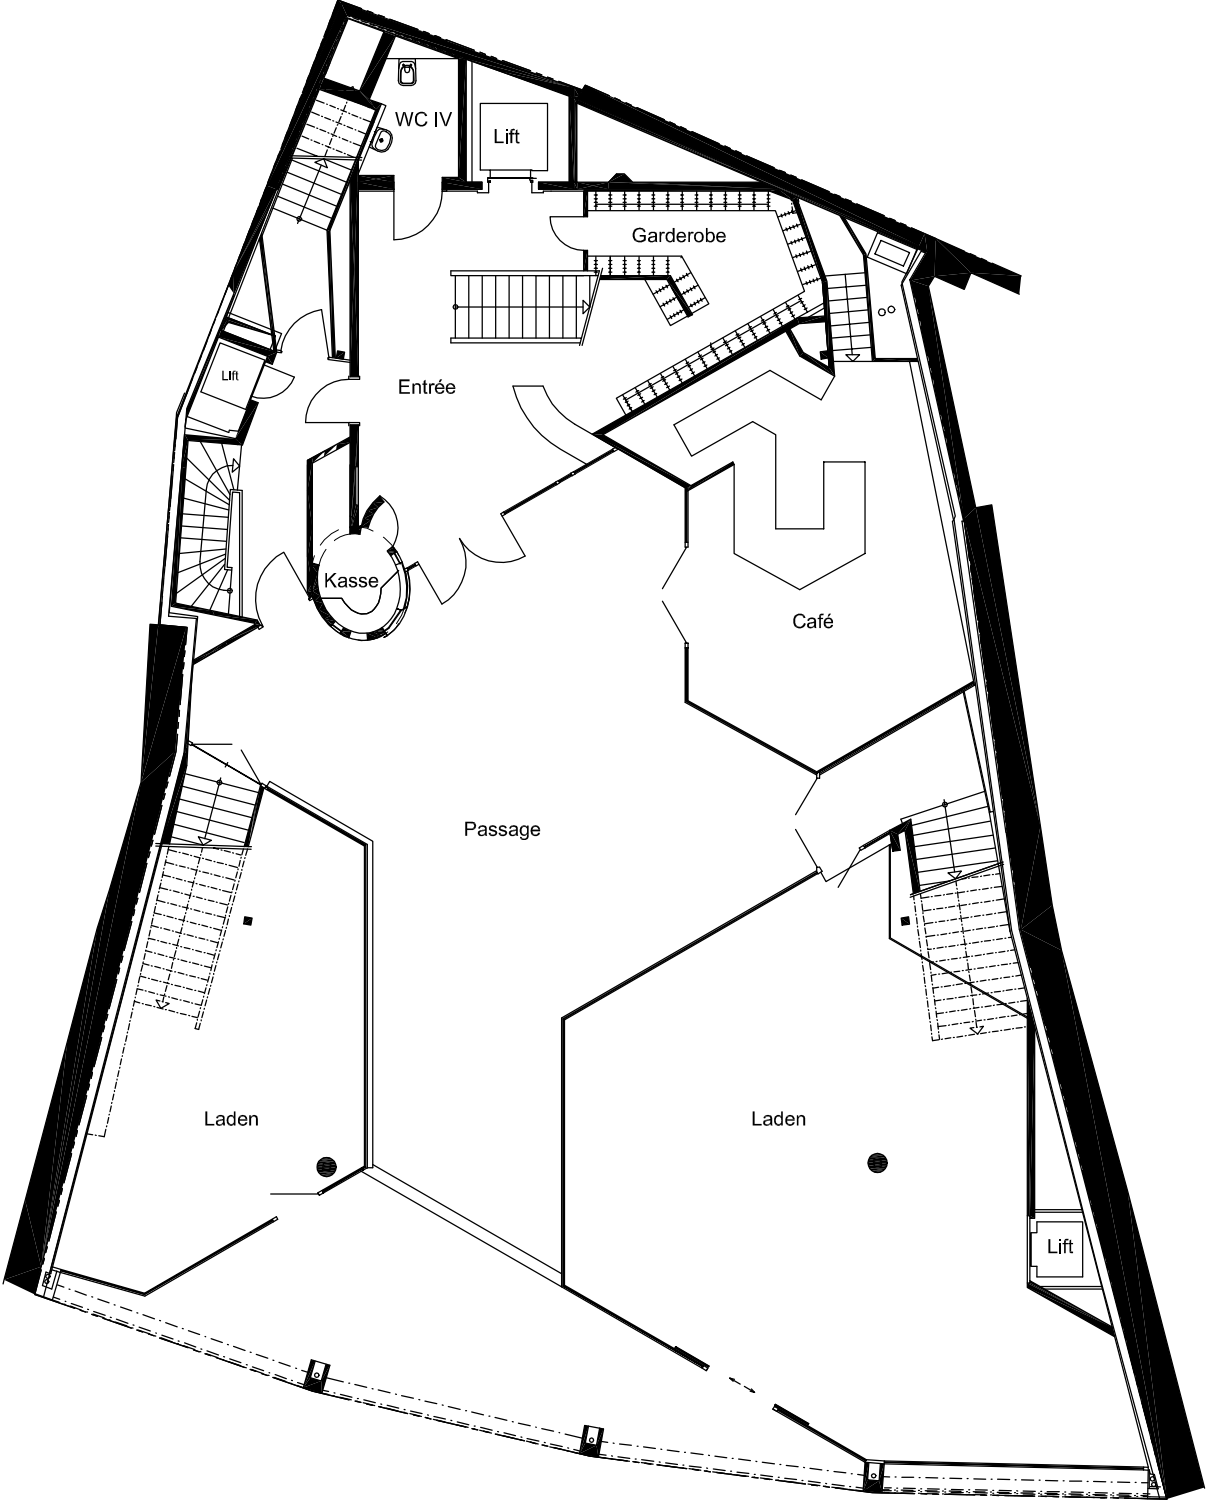 WC IV
Lift
Garderobe
Lift
Entrée
Kasse
Café
Passage
Laden
Laden
Lift